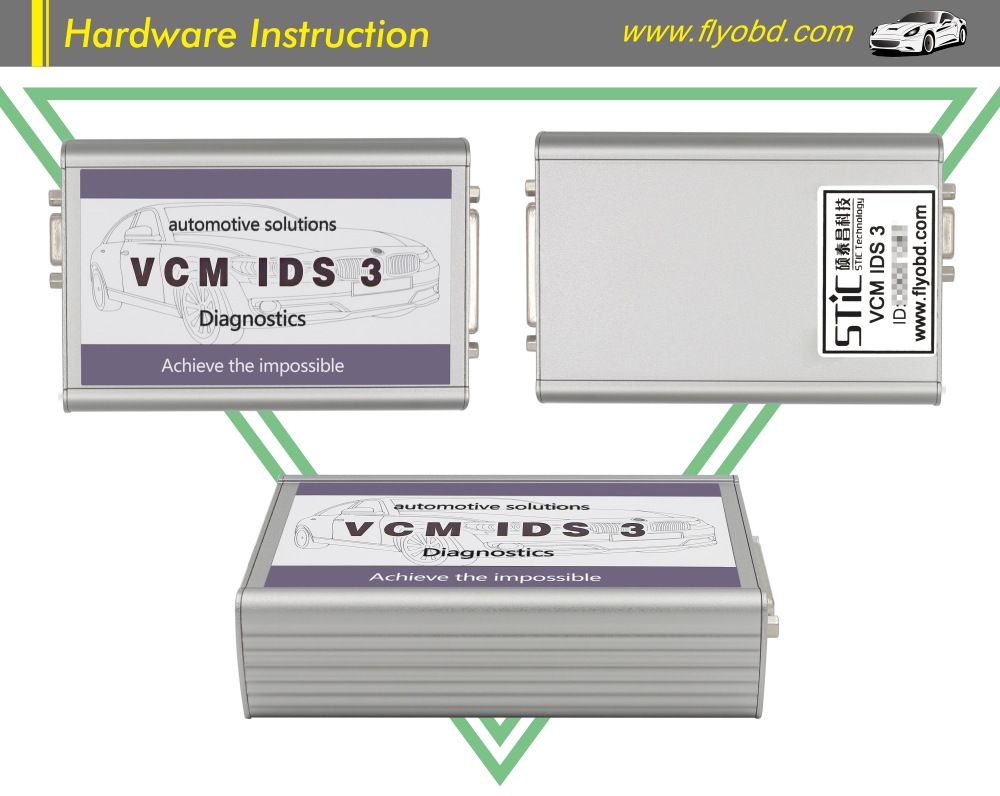 Hardware Instruction
www.flyobd.com
automotive solutions
VCM IDS 3
Diagnostics
Achieve the impossible
STiC 硕泰昌科技
STiC Technology
VCM IDS 3
ID:
www.flyobd.com
automotive solutions
VCM IDS 3
Diagnostics
Achieve the impossible